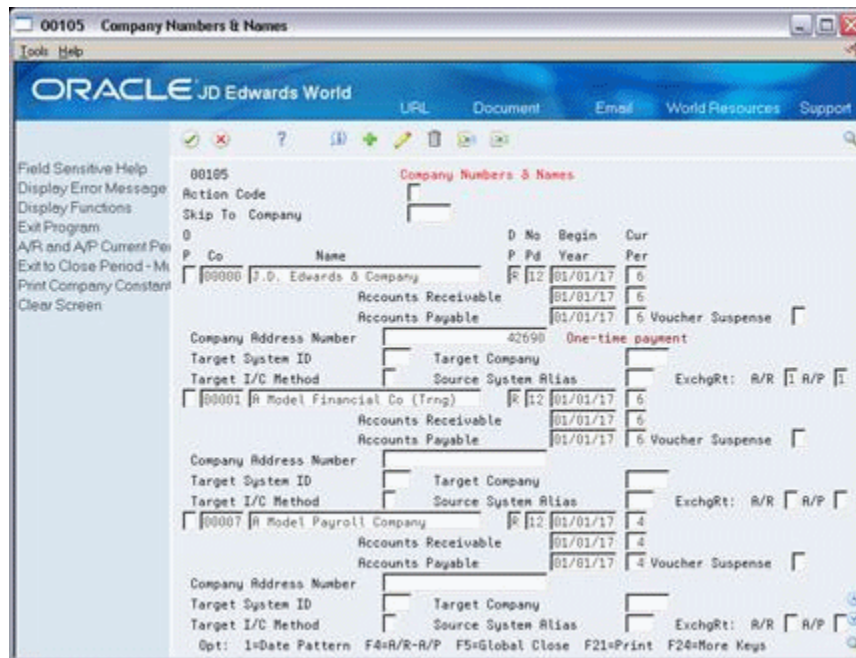 00105 Company Numbers & Names
Tools Help
ORACLE JD Edwards World
URL Document Email World Resources Support
?
Field Sensitive Help
Display Error Message
Display Functions
Exit Program
A/R and A/P Current Per
Exit to Close Period - Mu
Print Company Constant
Clear Screen
00105 Company Numbers & Names
Action Code
Skip To Company
O D No Begin Cur
P Co Name P Pd Year Per
00000 J.D. Edwards & Company R 12 01/01/17 6
Accounts Receivable 01/01/17 6
Accounts Payable 01/01/17 6 Voucher Suspense
Company Address Number 42690 One-time payment
Target System ID Target Company
Target I/C Method Source System Alias ExchgRt: A/R 1 A/P 1
00001 A Model Financial Co (Trng) R 12 01/01/17 6
Accounts Receivable 01/01/17 6
Accounts Payable 01/01/17 6 Voucher Suspense
Company Address Number
Target System ID Target Company
Target I/C Method Source System Alias ExchgRt: A/R A/P
00007 A Model Payroll Company R 12 01/01/17 4
Accounts Receivable 01/01/17 4
Accounts Payable 01/01/17 4 Voucher Suspense
Company Address Number
Target System ID Target Company
Target I/C Method Source System Alias ExchgRt: A/R A/P
Opt: 1=Date Pattern F4=A/R-A/P F5=Global Close F21=Print F24=More Keys